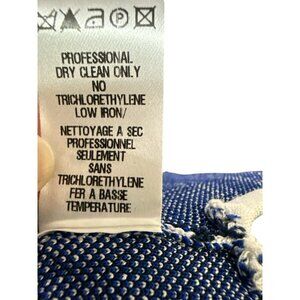 PROFESSIONAL
DRY CLEAN ONLY
NO
TRICHLORETHYLENE
LOW IRON/
NETTOYAGE A SEC
PROFESSIONNEL
SEULEMENT
SANS
TRICHLORETHYLENE
FER A BASSE
TEMPERATURE